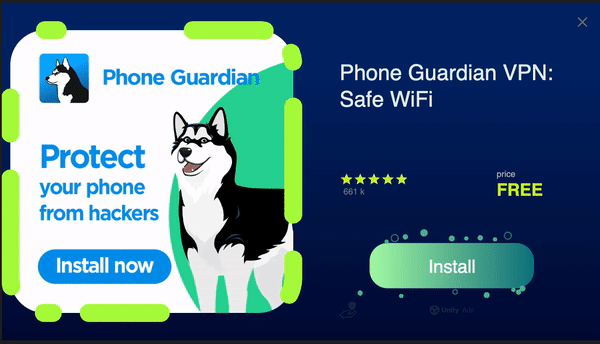 Phone Guardian
Protect
your phone
from hackers
Install now
Phone Guardian VPN:
Safe WiFi
661 k
price
FREE
Install
Unity Ads